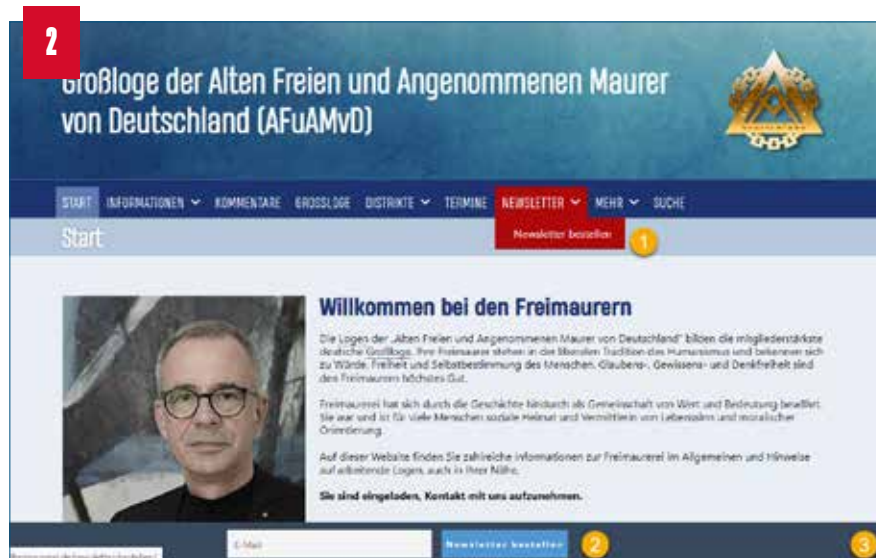 2
Großloge der Alten Freien und Angenommenen Maurer
von Deutschland (AFuAMvD)
START INFORMATIONEN KOMMENTARE GROSSLOGE DISTRIKTE TERMINE NEWSLETTER MEHR SUCHE
Start
Newsletter bestellen 1
Willkommen bei den Freimaurern
Die Logen der „Alten Freien und Angenommenen Maurer von Deutschland" bilden die mitgliederstärkste
deutsche Großloge. Ihre Freimaurer stehen in der liberalen Tradition des Humanismus und bekennen sich
zu Würde, Freiheit und Selbstbestimmung des Menschen. Glaubens-, Gewissens- und Denkfreiheit sind
den Freimaurern höchstes Gut.
Freimaurerei hat sich durch die Geschichte hindurch als Gemeinschaft von Wert und Bedeutung
Sie war und ist für viele Menschen soziale Heimat und Vermittlerin von Lebenssinn und moralischer
Orientierung.
Auf dieser Website finden Sie zahlreiche Informationen zur Freimaurerei im Allgemeinen und Hinweise
auf arbeitende Logen, auch in Ihrer Nähe.
Sie sind eingeladen, Kontakt mit uns aufzunehmen.
E-Mail Newsletter bestellen 2 3